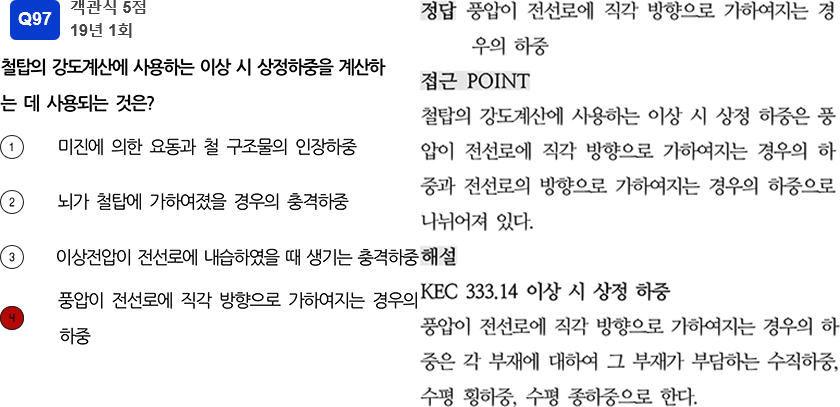 Q97
객관식 5점
19년 1회
철탑의 강도계산에 사용하는 이상 시 상정하중을 계산하
는 데 사용되는 것은?
1 미진에 의한 요동과 철 구조물의 인장하중
2 뇌가 철탑에 가하여졌을 경우의 충격하중
3 이상전압이 전선로에 내습하였을 때 생기는 충격하중
4 풍압이 전선로에 직각 방향으로 가하여지는 경우의
하중
정답 풍압이 전선로에 직각 방향으로 가하여지는 경
우의 하중
접근 POINT
철탑의 강도계산에 사용하는 이상 시 상정 하중은 풍
압이 전선로에 직각 방향으로 가하여지는 경우의 하
중과 전선로의 방향으로 가하여지는 경우의 하중으로
나뉘어져 있다.
해설
KEC 333.14 이상 시 상정 하중
풍압이 전선로에 직각 방향으로 가하여지는 경우의 하
중은 각 부재에 대하여 그 부재가 부담하는 수직하중,
수평 횡하중, 수평 종하중으로 한다.